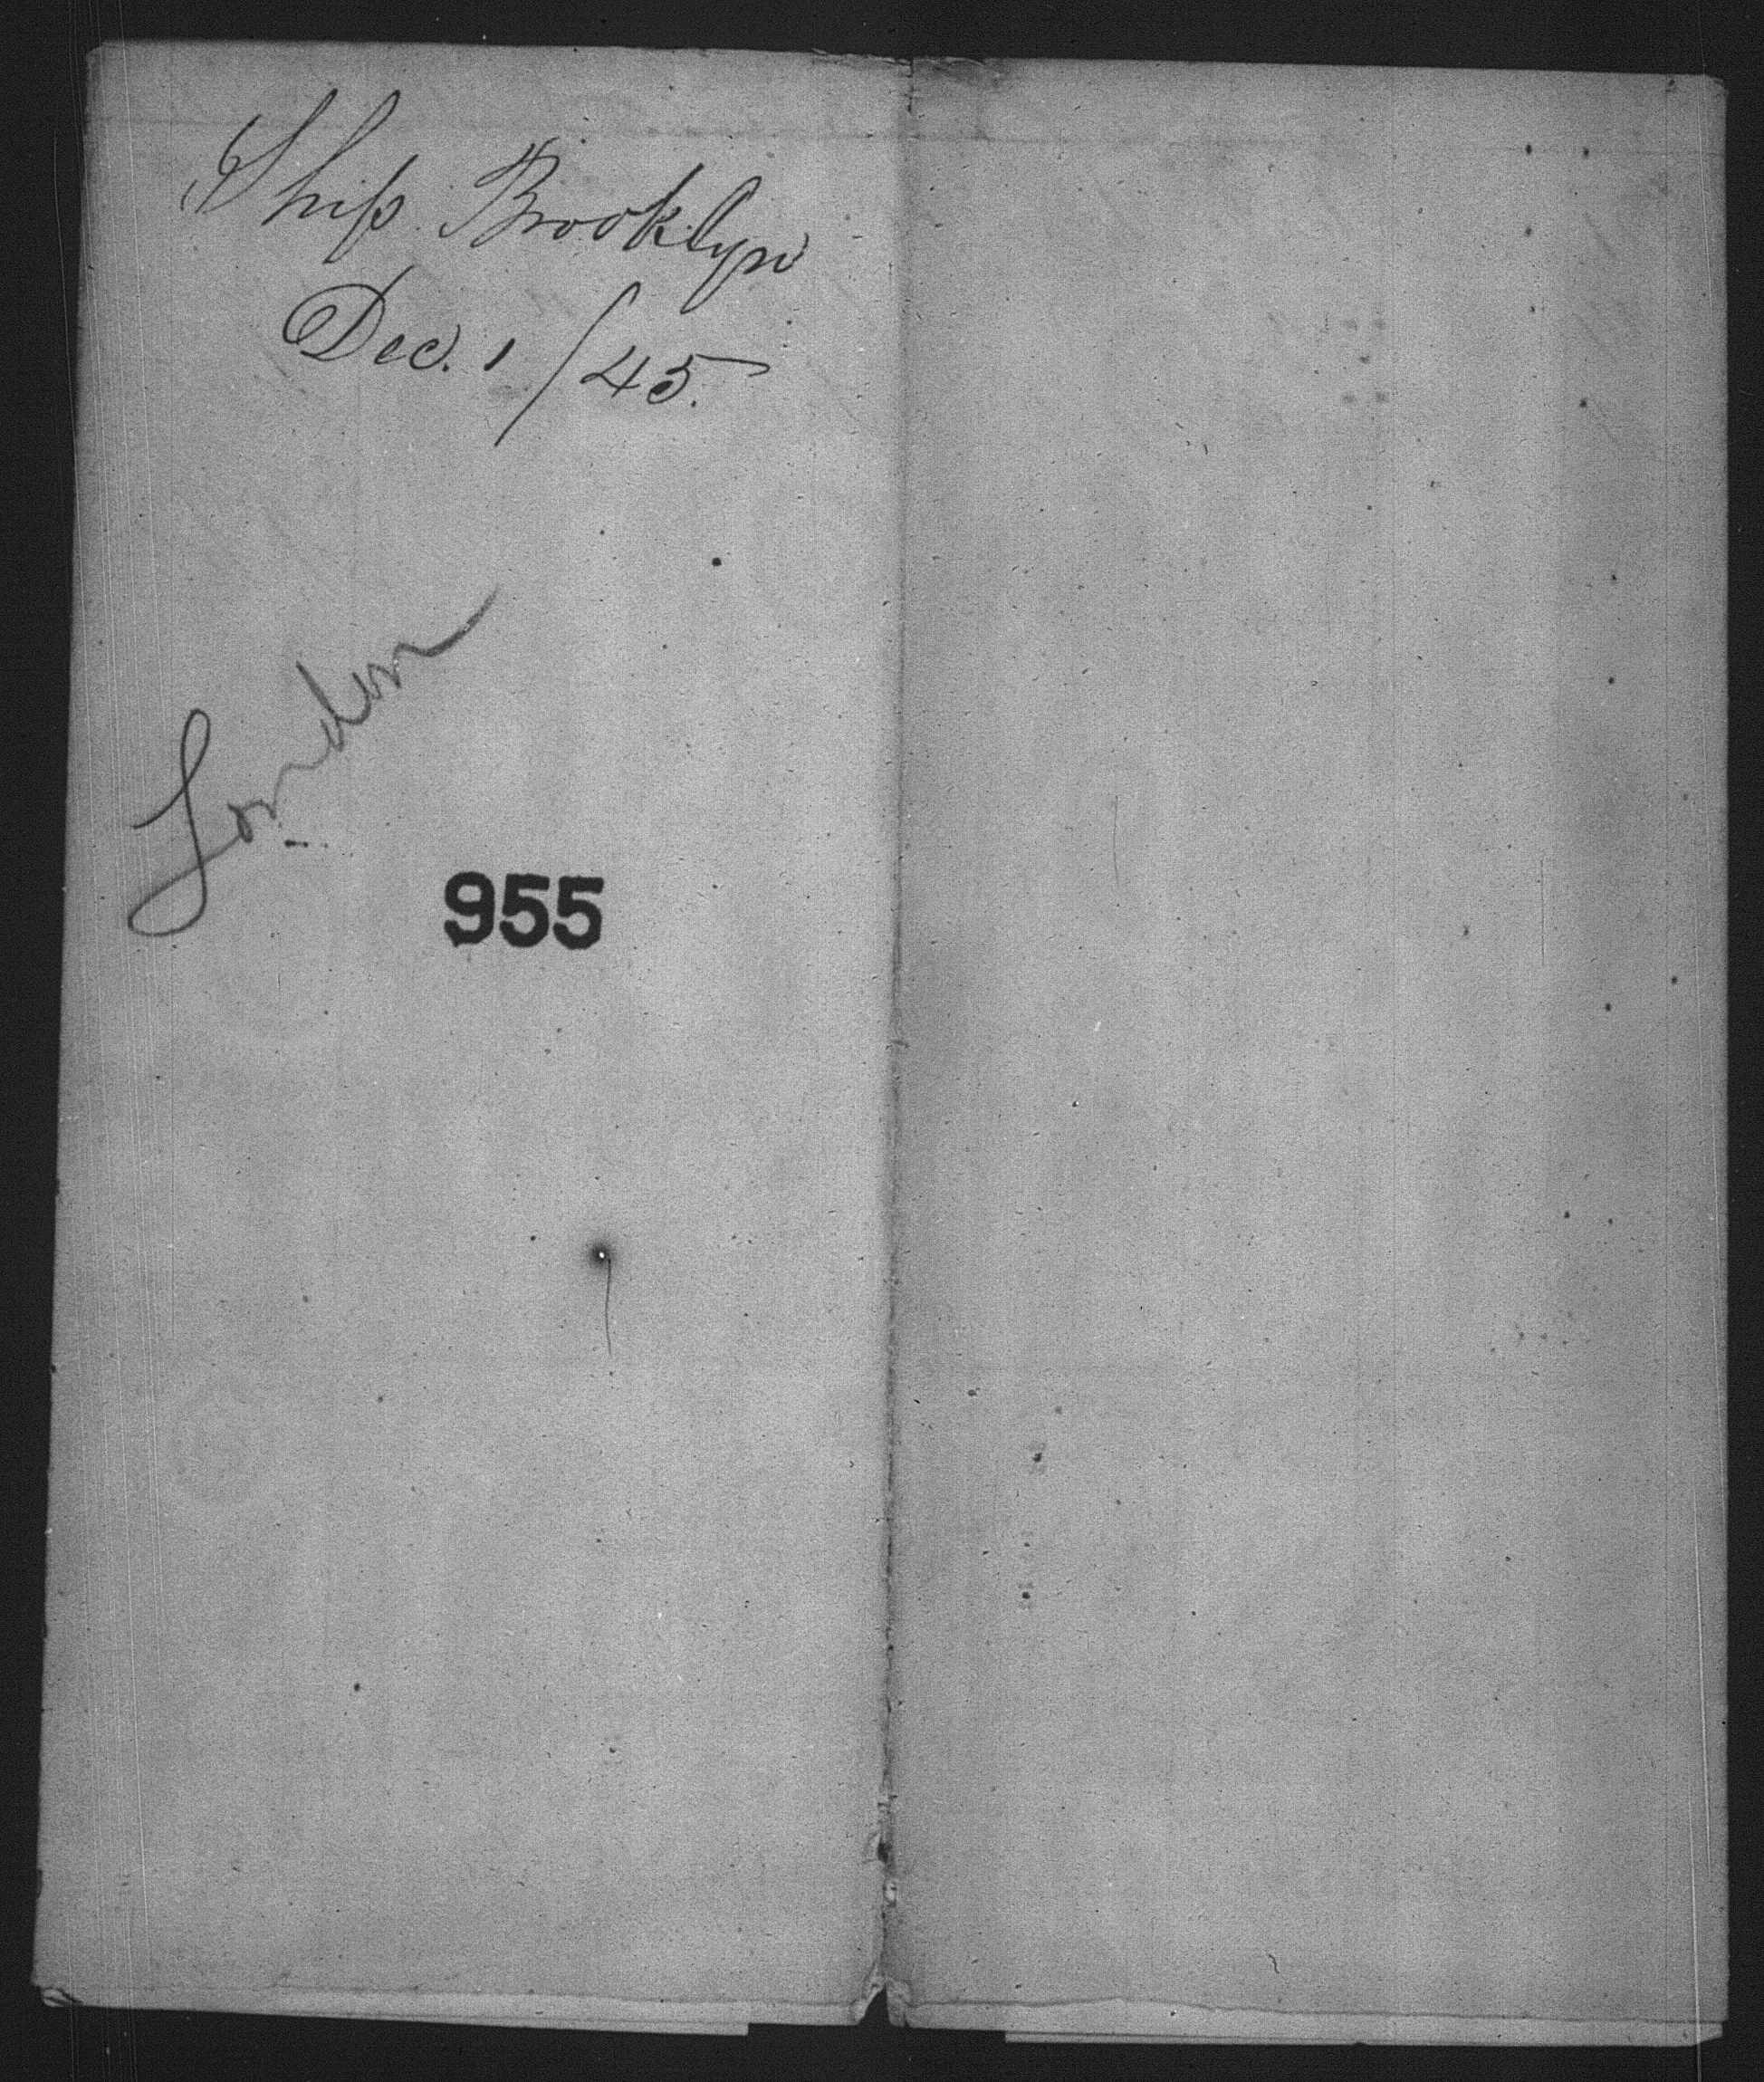 Ship Brooklyn
Dec. 1/45.
London
955